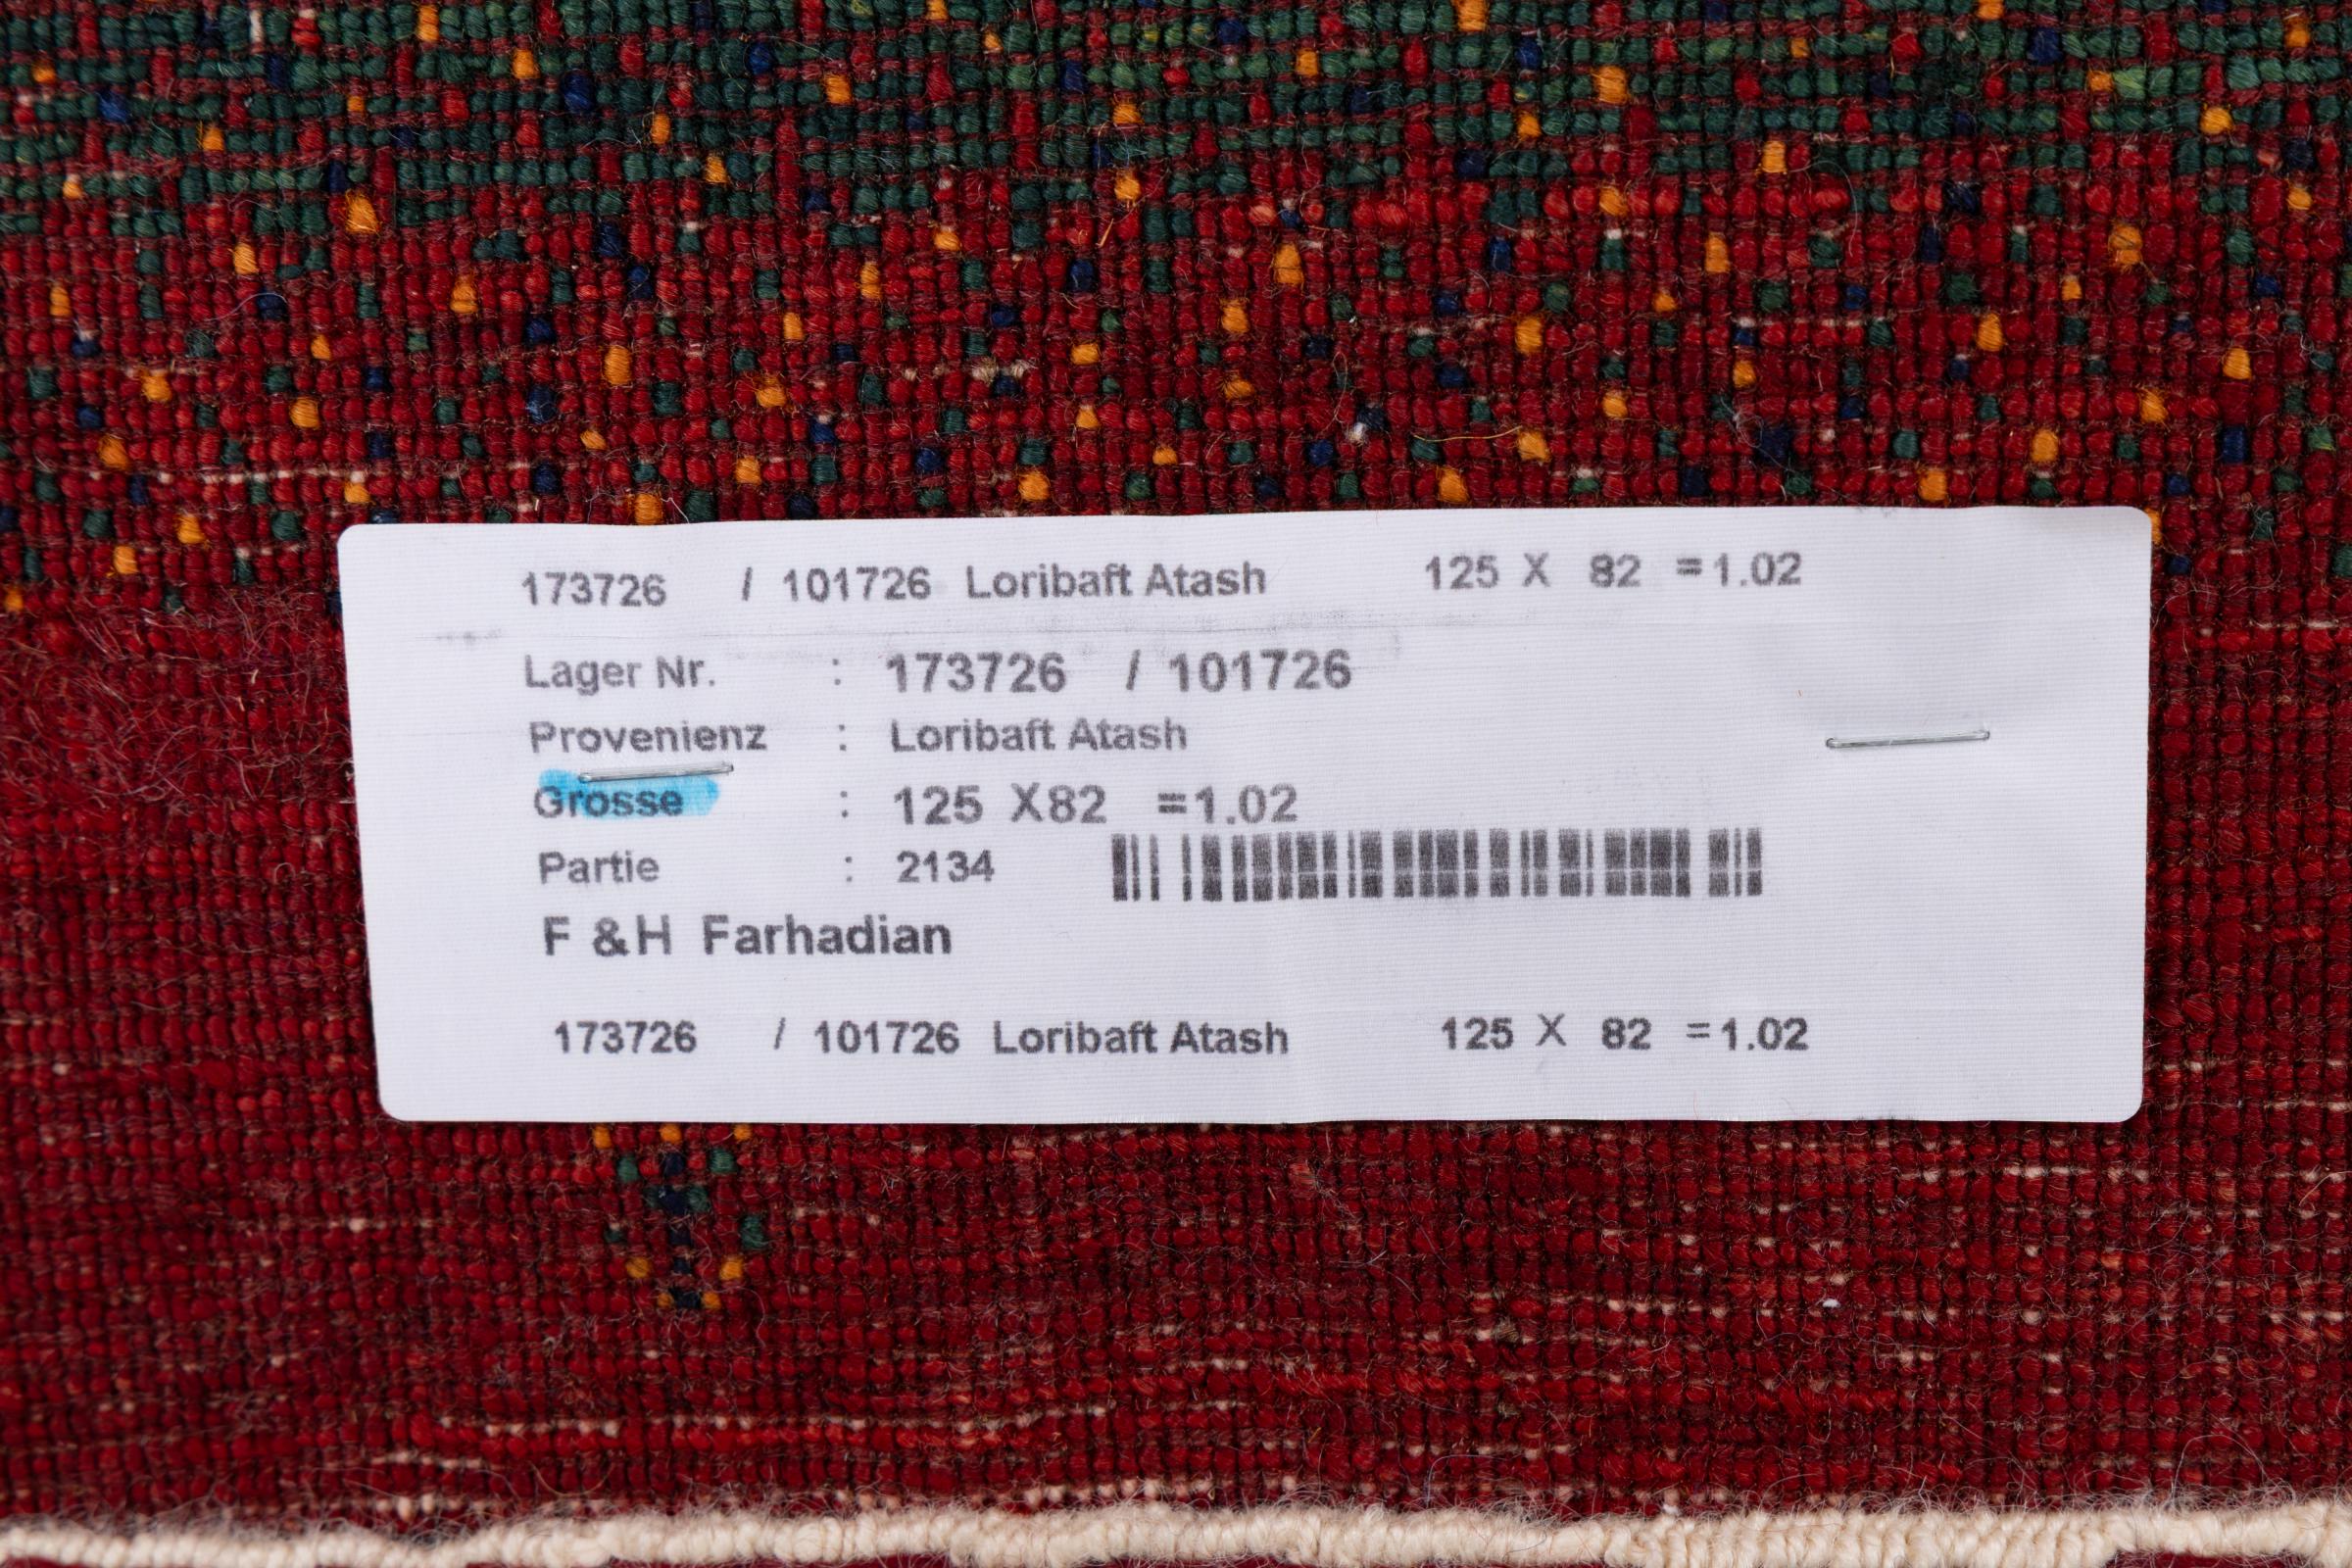 173726 / 101726 Loribaft Atash 125 X 82 =1.02
Lager Nr. : 173726 / 101726
Provenienz : Loribaft Atash
Grosse : 125 X82 =1.02
Partie : 2134
F &H Farhadian
173726 / 101726 Loribaft Atash 125 X 82 =1.02